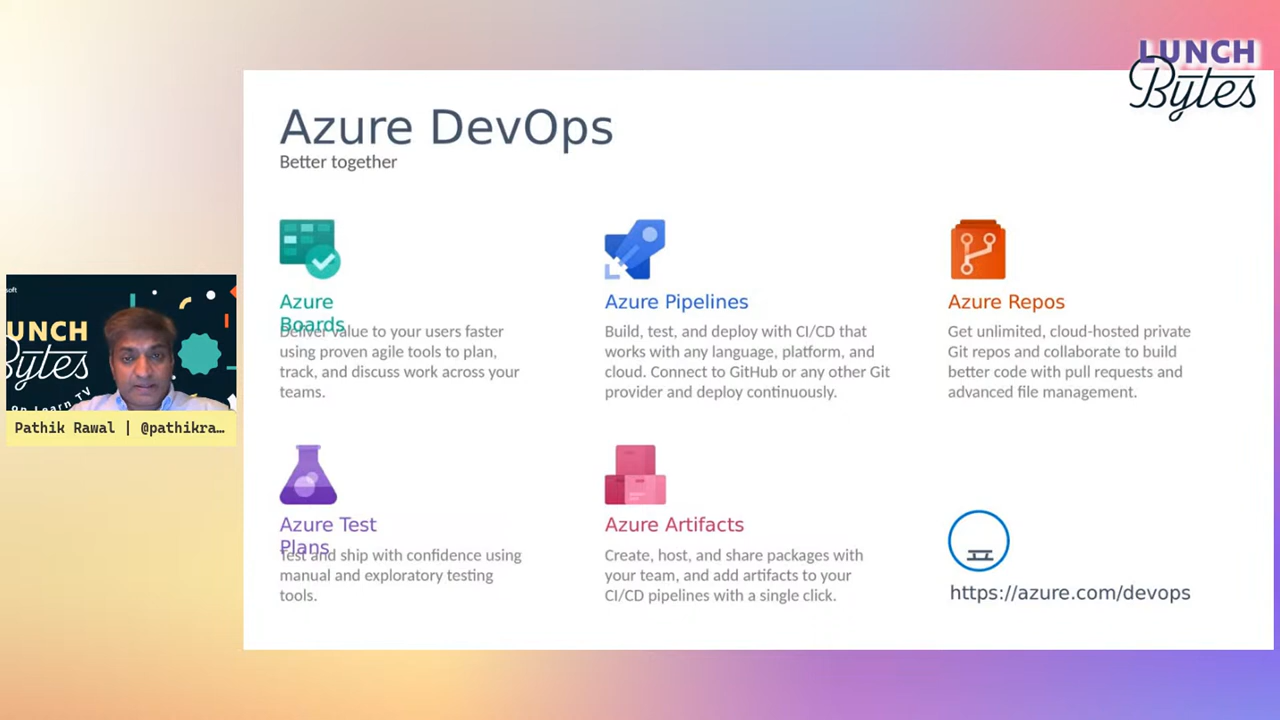 LUNCH
Bytes
Azure DevOps
Better together
Azure
Boards
Deliver value to your users faster
using proven agile tools to plan,
track, and discuss work across your
teams.
Azure Pipelines
Build, test, and deploy with CI/CD that
works with any language, platform, and
cloud. Connect to GitHub or any other Git
provider and deploy continuously.
Azure Repos
Get unlimited, cloud-hosted private
Git repos and collaborate to build
better code with pull requests and
advanced file management.
soft
UNCH
Bytes
on Learn TV
Pathik Rawal | @pathikra…
Azure Test
Plans
Test and ship with confidence using
manual and exploratory testing
tools.
Azure Artifacts
Create, host, and share packages with
your team, and add artifacts to your
CI/CD pipelines with a single click.
https://azure.com/devops